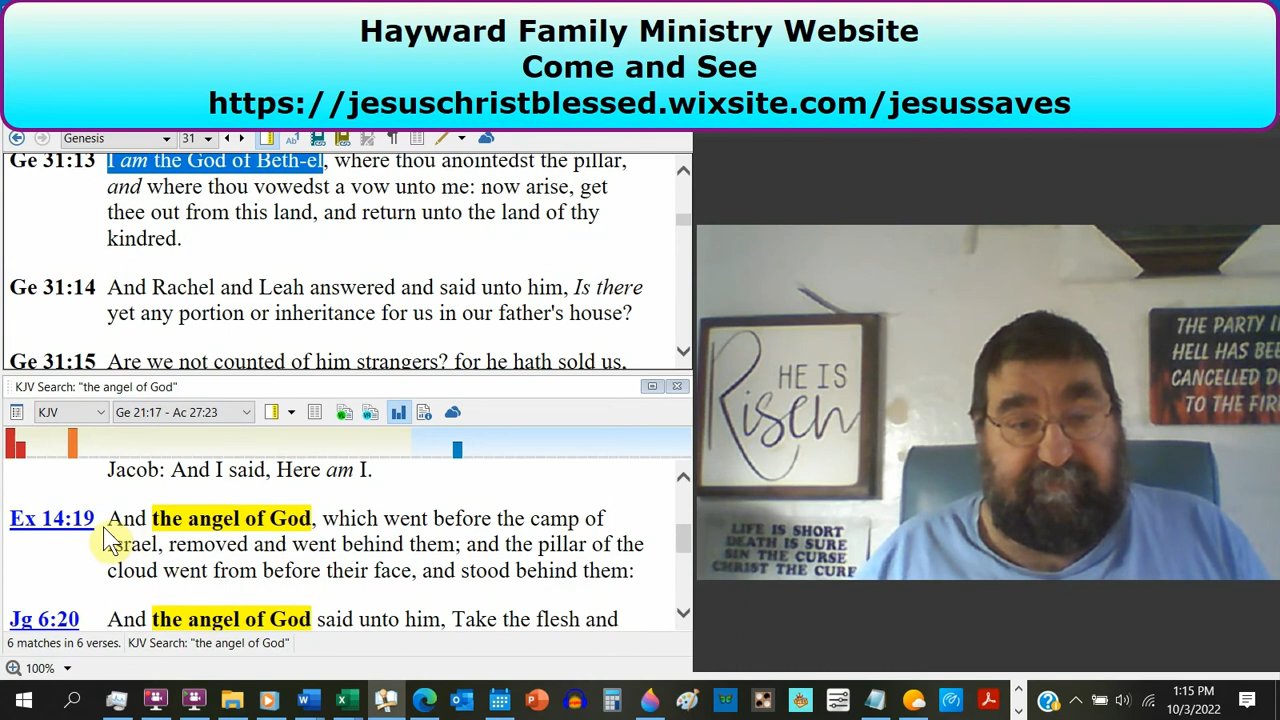 Hayward Family Ministry Website
Come and See
https://jesuschristblessed.wixsite.com/jesussaves
Genesis 31
Ge 31:13 I am the God of Beth-el, where thou anointedst the pillar,
and where thou vowedst a vow unto me: now arise, get
thee out from this land, and return unto the land of thy
kindred.
Ge 31:14 And Rachel and Leah answered and said unto him, Is there
yet any portion or inheritance for us in our father's house?
Ge 31:15 Are we not counted of him strangers? for he hath sold us,
KJV Search: "the angel of God"
KJV Ge 21:17 - Ac 27:23
Jacob: And I said, Here am I.
Ex 14:19 And the angel of God, which went before the camp of
Israel, removed and went behind them; and the pillar of the
cloud went from before their face, and stood behind them:
Jg 6:20 And the angel of God said unto him, Take the flesh and
6 matches in 6 verses. KJV Search: "the angel of God"
100%
HE IS
Risen
THE PARTY I
HELL HAS BE
CANCELLED D
TO THE FIR
LIFE IS SHORT
DEATH IS SURE
SIN THE CURSE
CHRIST THE CURE
1:15 PM
10/3/2022